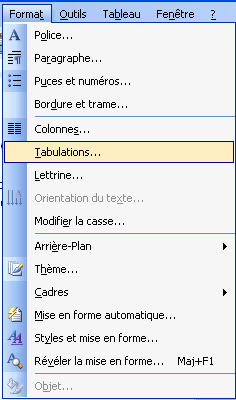 Format Outils Tableau Fenêtre ?
Police...
Paragraphe...
Puces et numéros...
Bordure et trame...
Colonnes...
Tabulations...
Lettrine...
Orientation du texte...
Modifier la casse...
Arrière-Plan
Thème...
Cadres
Mise en forme automatique...
Styles et mise en forme...
Révéler la mise en forme... Maj+F1
Objet...